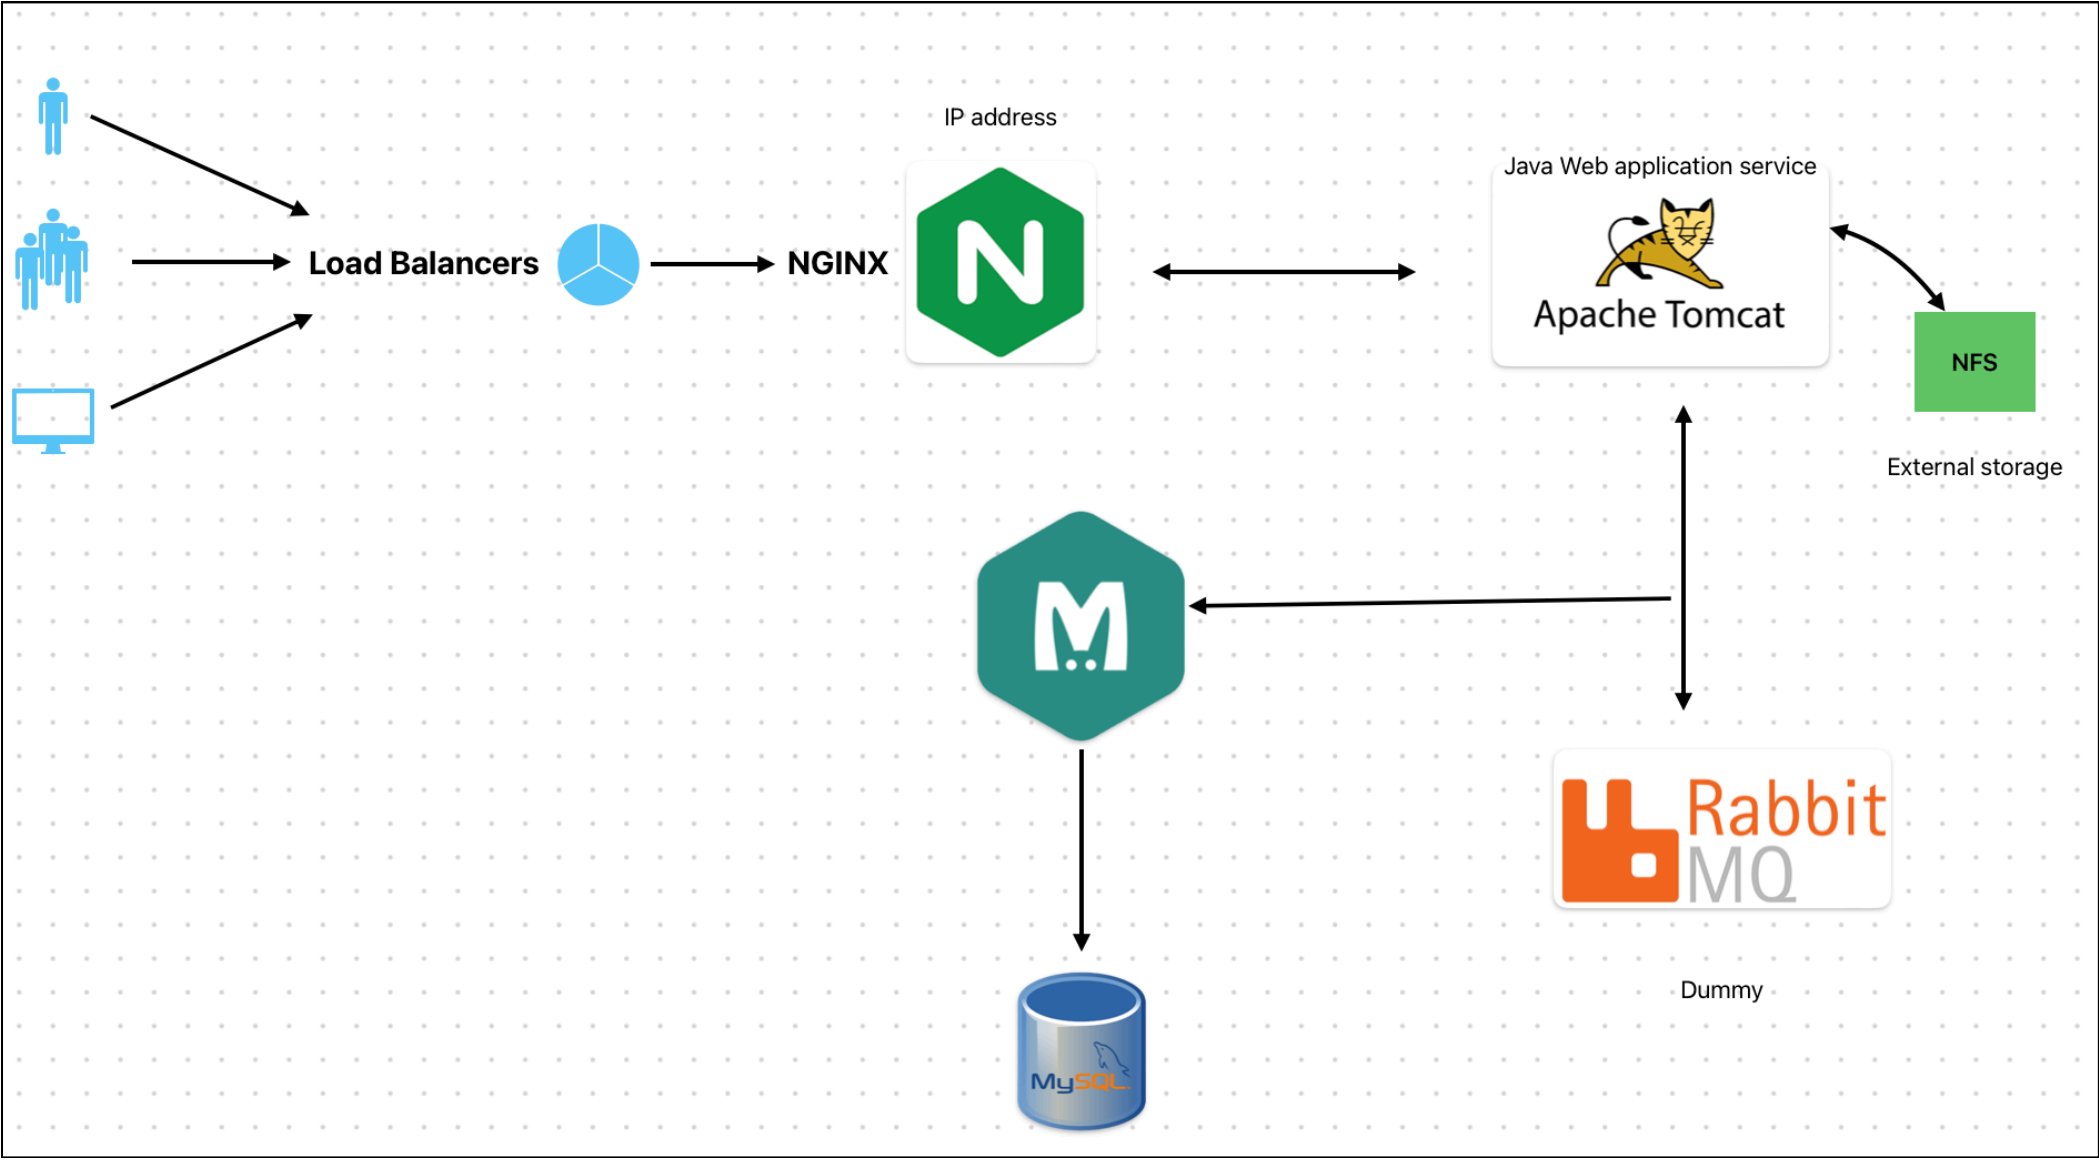 IP address
Java Web application service
Load Balancers
NGINX
N
Apache Tomcat
NFS
External storage
M
Rabbit
MQ
Dummy
MySQL